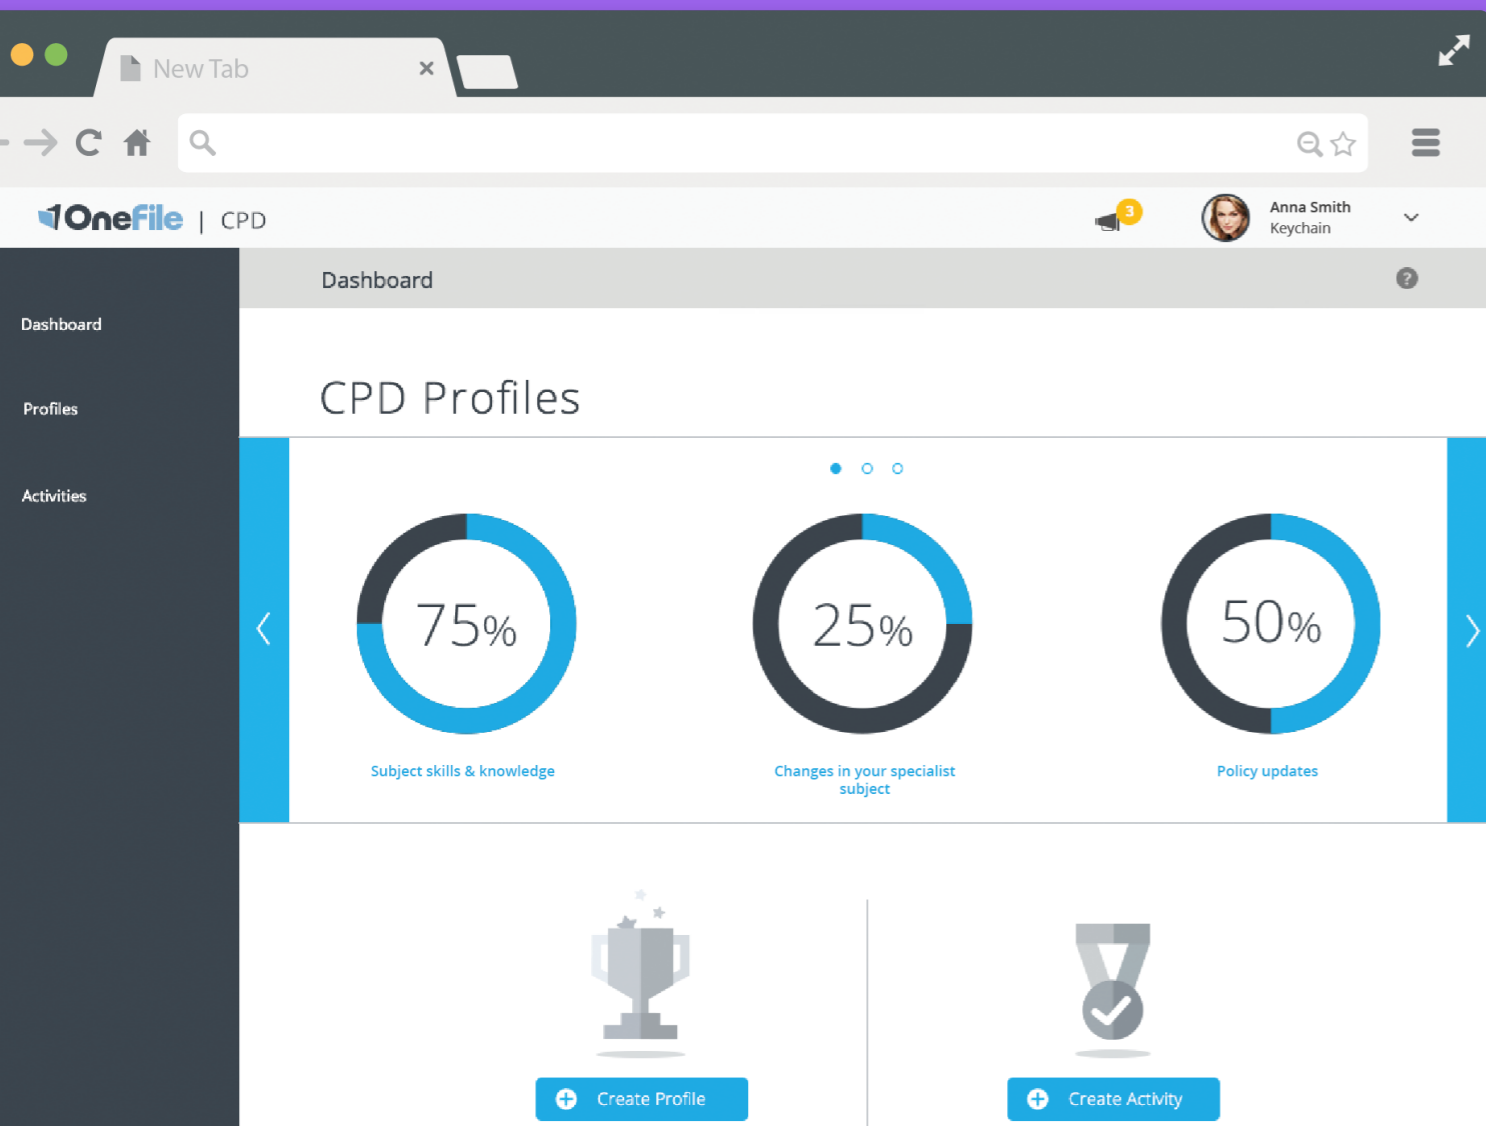 New Tab
OneFile | CPD
3
Anna Smith
Keychain
Dashboard
?
Dashboard
Profiles
Activities
CPD Profiles
75%
25%
50%
Subject skills & knowledge
Changes in your specialist
subject
Policy updates
Create Profile
Create Activity